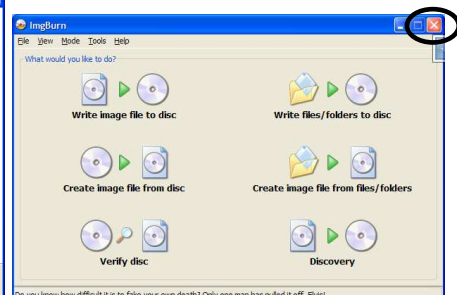 ImgBurn
File View Mode Tools Help
What would you like to do?
Write image file to disc
Write files/folders to disc
Create image file from disc
Create image file from files/folders
Verify disc
Discovery
Do you know how difficult it is to fake your own death? Only one man has pulled it off. Elvis!